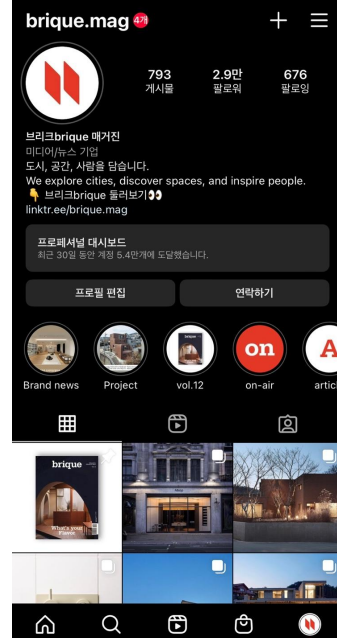 brique.mag 4개
793 2.9만 676
게시물 팔로워 팔로잉
브리크brique 매거진
미디어/뉴스 기업
도시, 공간, 사람을 담습니다.
We explore cities, discover spaces, and inspire people.
👇 브리크brique 둘러보기👀
linktr.ee/brique.mag
프로페셔널 대시보드
최근 30일 동안 계정 5.4만개에 도달했습니다.
프로필 편집 연락하기
on A
Brand news Project vol.12 on-air artic
brique
What's your
Flavor